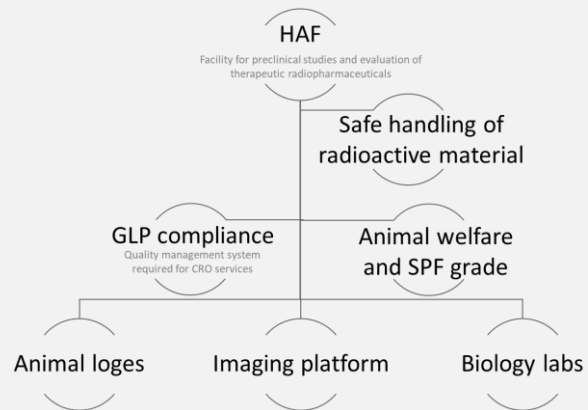 HAF
Facility for preclinical studies and evaluation of
therapeutic radiopharmaceuticals
Safe handling of
radioactive material
GLP compliance
Quality management system
required for CRO services
Animal welfare
and SPF grade
Animal loges
Imaging platform
Biology labs